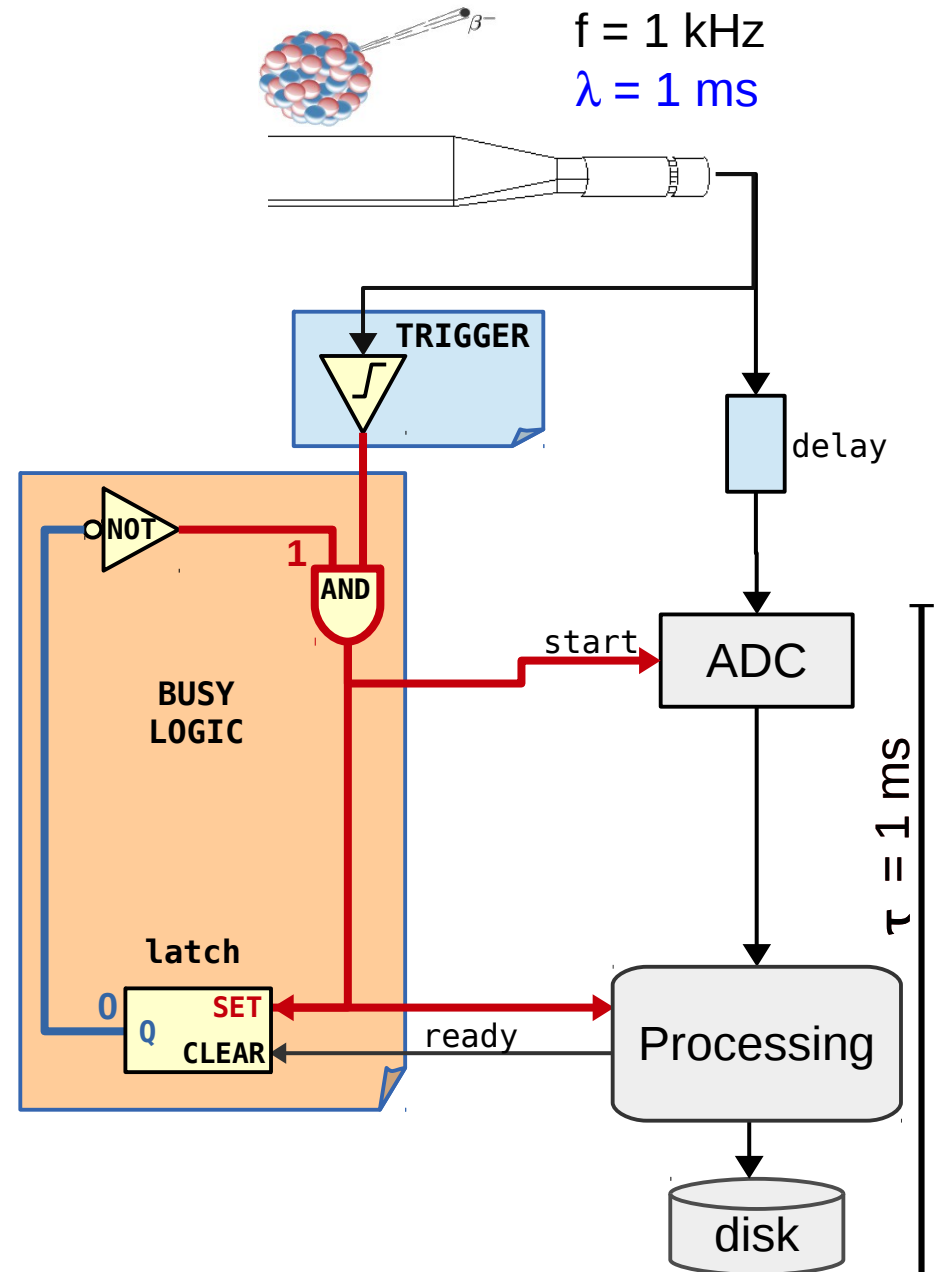 β⁻
f = 1 kHz
λ = 1 ms
TRIGGER
delay
NOT
1
AND
start
ADC
BUSY
LOGIC
τ = 1 ms
latch
0
SET
Q
CLEAR
ready
Processing
disk